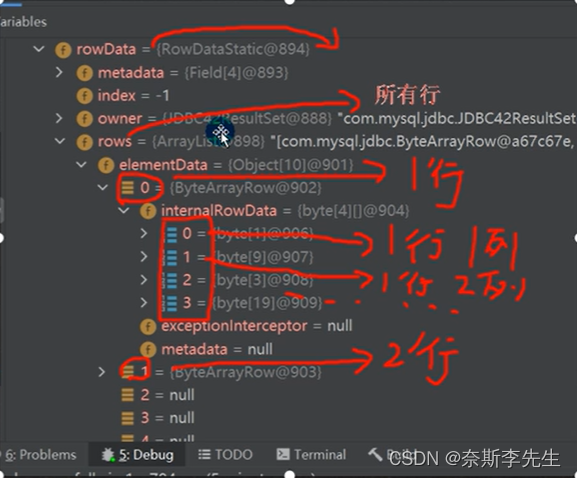 Variables
rowData = {RowDataStatic@894}
metadata = {Field[4]@893}
index = -1
所有行
owner = {JDBC42ResultSet@888} "com.mysql.jdbc.JDBC42ResultSet
rows = {ArrayList@898} "[com.mysql.jdbc.ByteArrayRow@a67c67e,
elementData = {Object[10]@901}
0 = {ByteArrayRow@902} 1行
internalRowData = {byte[4][]@904}
0 = {byte[1]@906} 1行 1列
1 = {byte[9]@907} 1行 2列
2 = {byte[3]@908}
3 = {byte[19]@909}
exceptionInterceptor = null
metadata = null
1 = {ByteArrayRow@903} 2行
2 = null
3 = null
4 = null
6: Problems 5: Debug TODO Terminal Build
CSDN @奈斯李先生